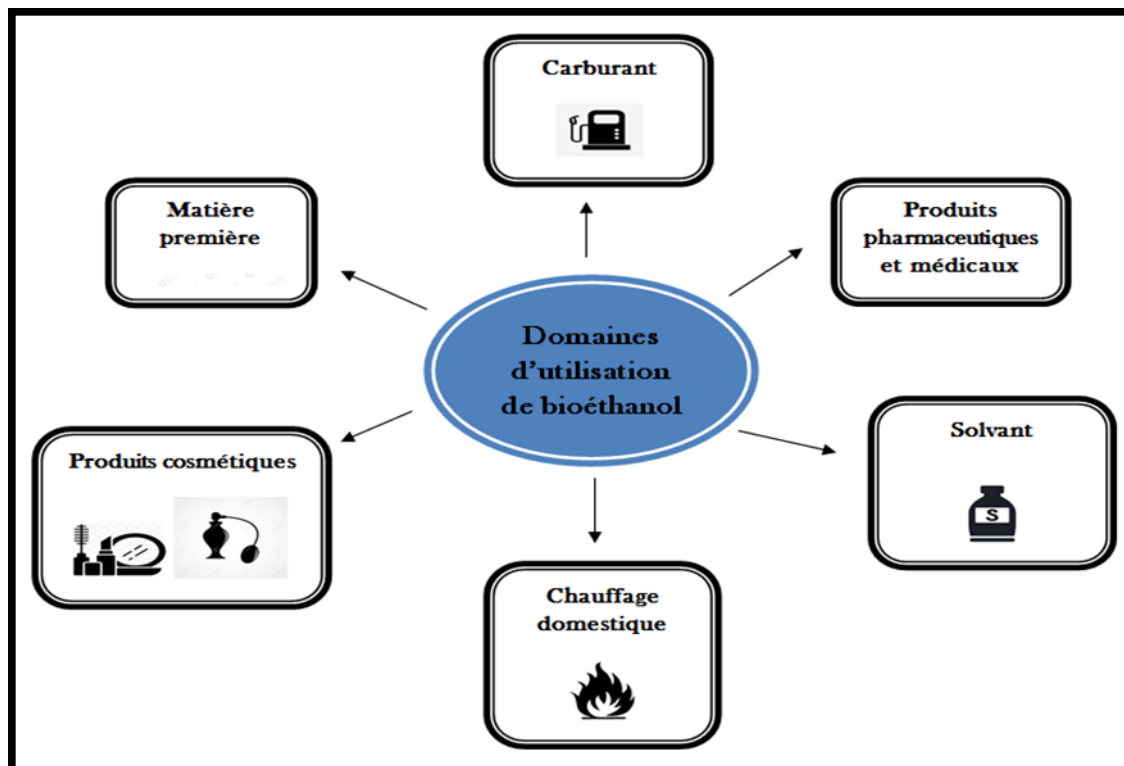 Carburant
Matière
première
Produits
pharmaceutiques
et médicaux
Domaines
d'utilisation
de bioéthanol
Produits cosmétiques
Solvant
S
Chauffage
domestique